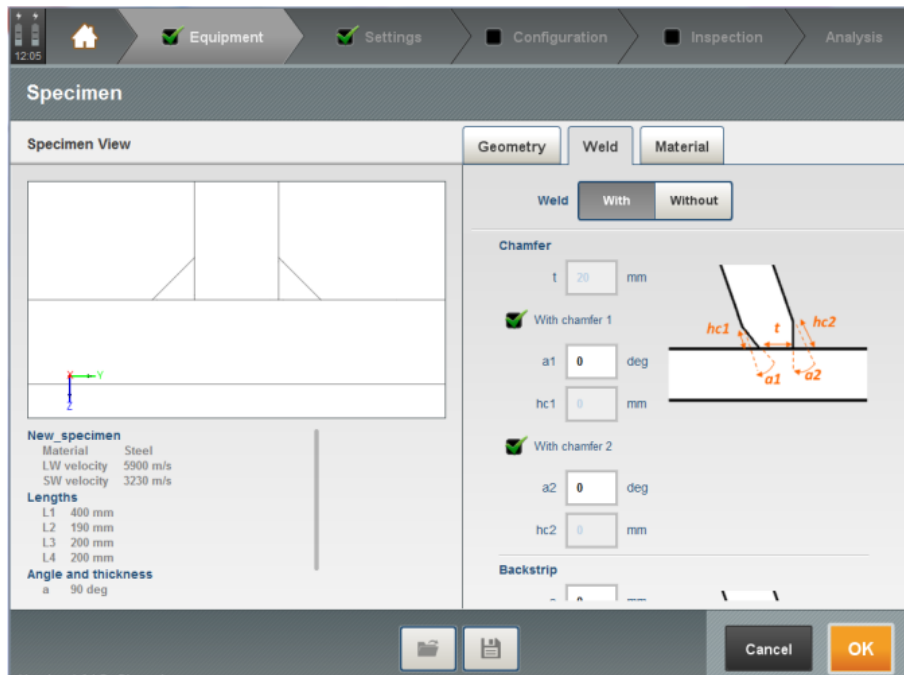 Equipment Settings Configuration Inspection Analysis
12:05
Specimen
Specimen View
Geometry Weld Material
Weld With Without
Chamfer
t 20 mm
With chamfer 1
a1 0 deg
hc1 0 mm
With chamfer 2
a2 0 deg
hc2 0 mm
Backstrip
hc1 t hc2
a1 a2
X Y
Z
New_specimen
Material Steel
LW velocity 5900 m/s
SW velocity 3230 m/s
Lengths
L1 400 mm
L2 190 mm
L3 200 mm
L4 200 mm
Angle and thickness
a 90 deg
Cancel OK